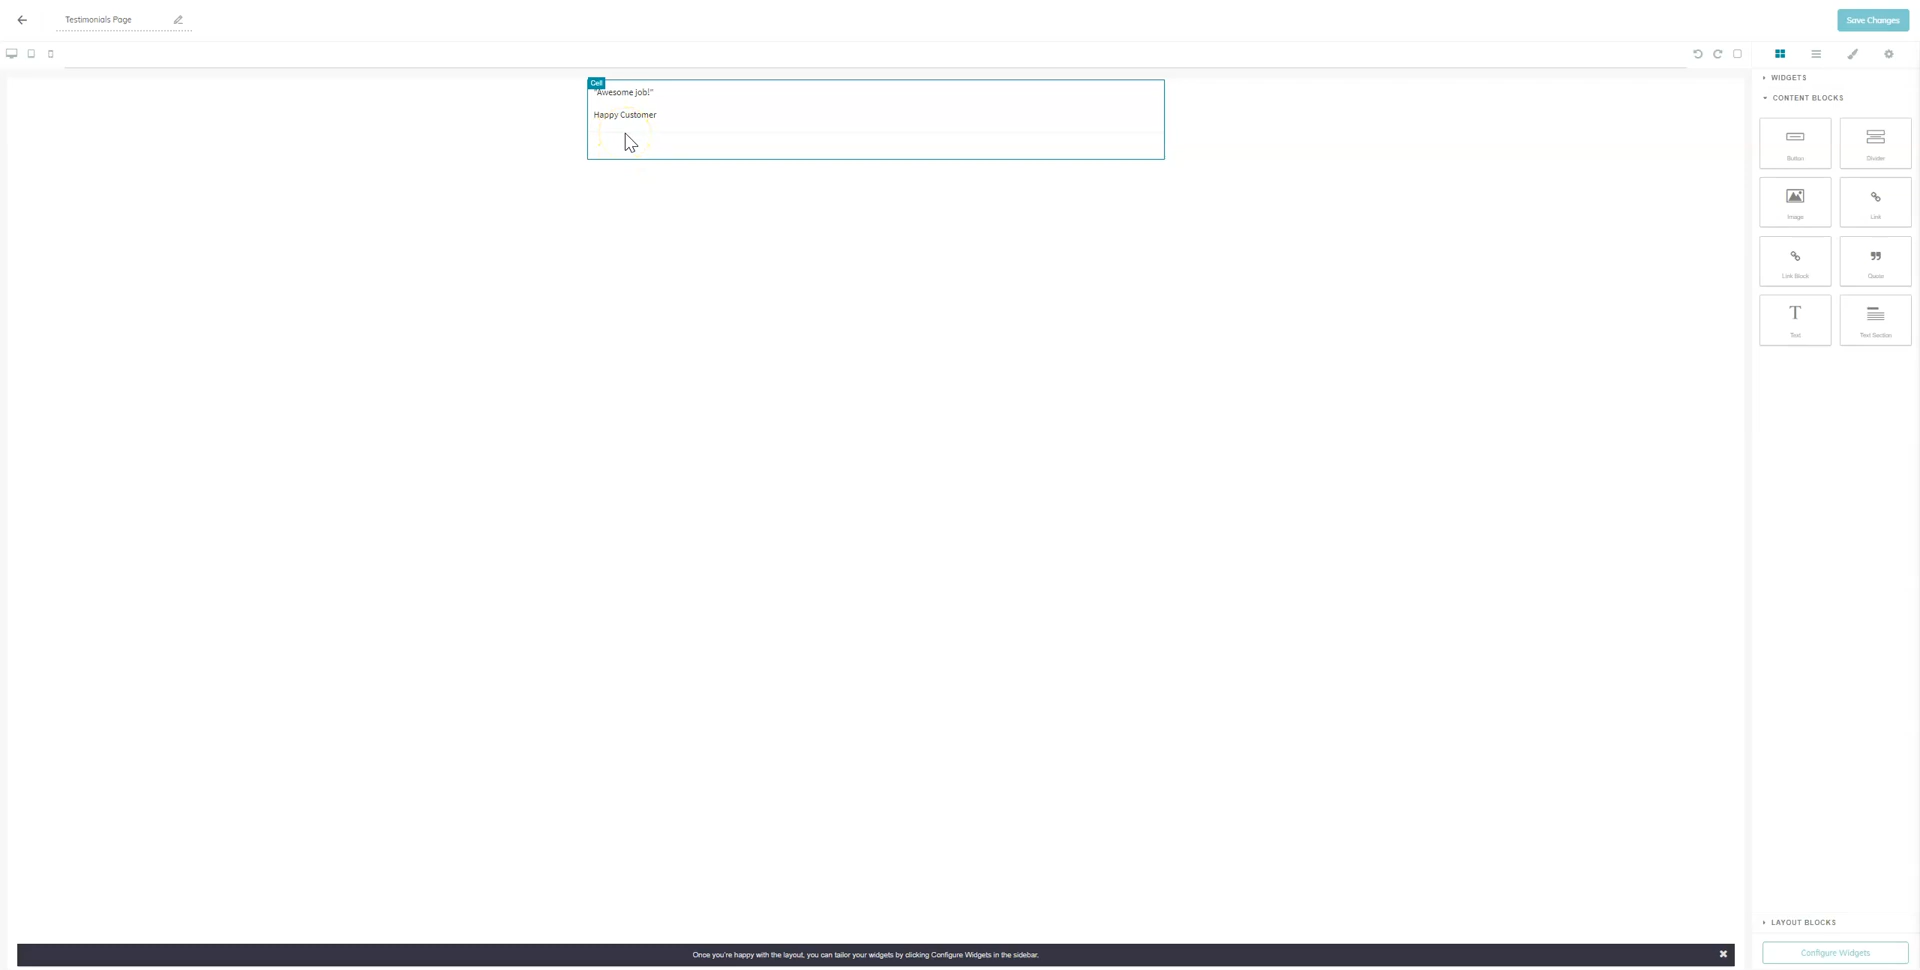 Testimonials Page
Save Changes
WIDGETS
CONTENT BLOCKS
Cell
"Awesome job!"
Happy Customer
Button
Divider
Image
Link
Link Block
Quote
Text
Text Section
LAYOUT BLOCKS
Once you're happy with the layout, you can tailor your widgets by clicking Configure Widgets in the sidebar.
Configure Widgets